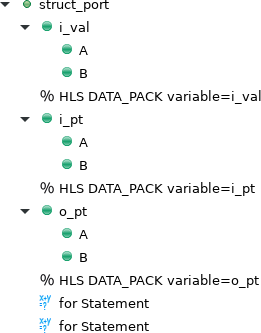 struct_port
i_val
A
B
% HLS DATA_PACK variable=i_val
i_pt
A
B
% HLS DATA_PACK variable=i_pt
o_pt
A
B
% HLS DATA_PACK variable=o_pt
for Statement
for Statement